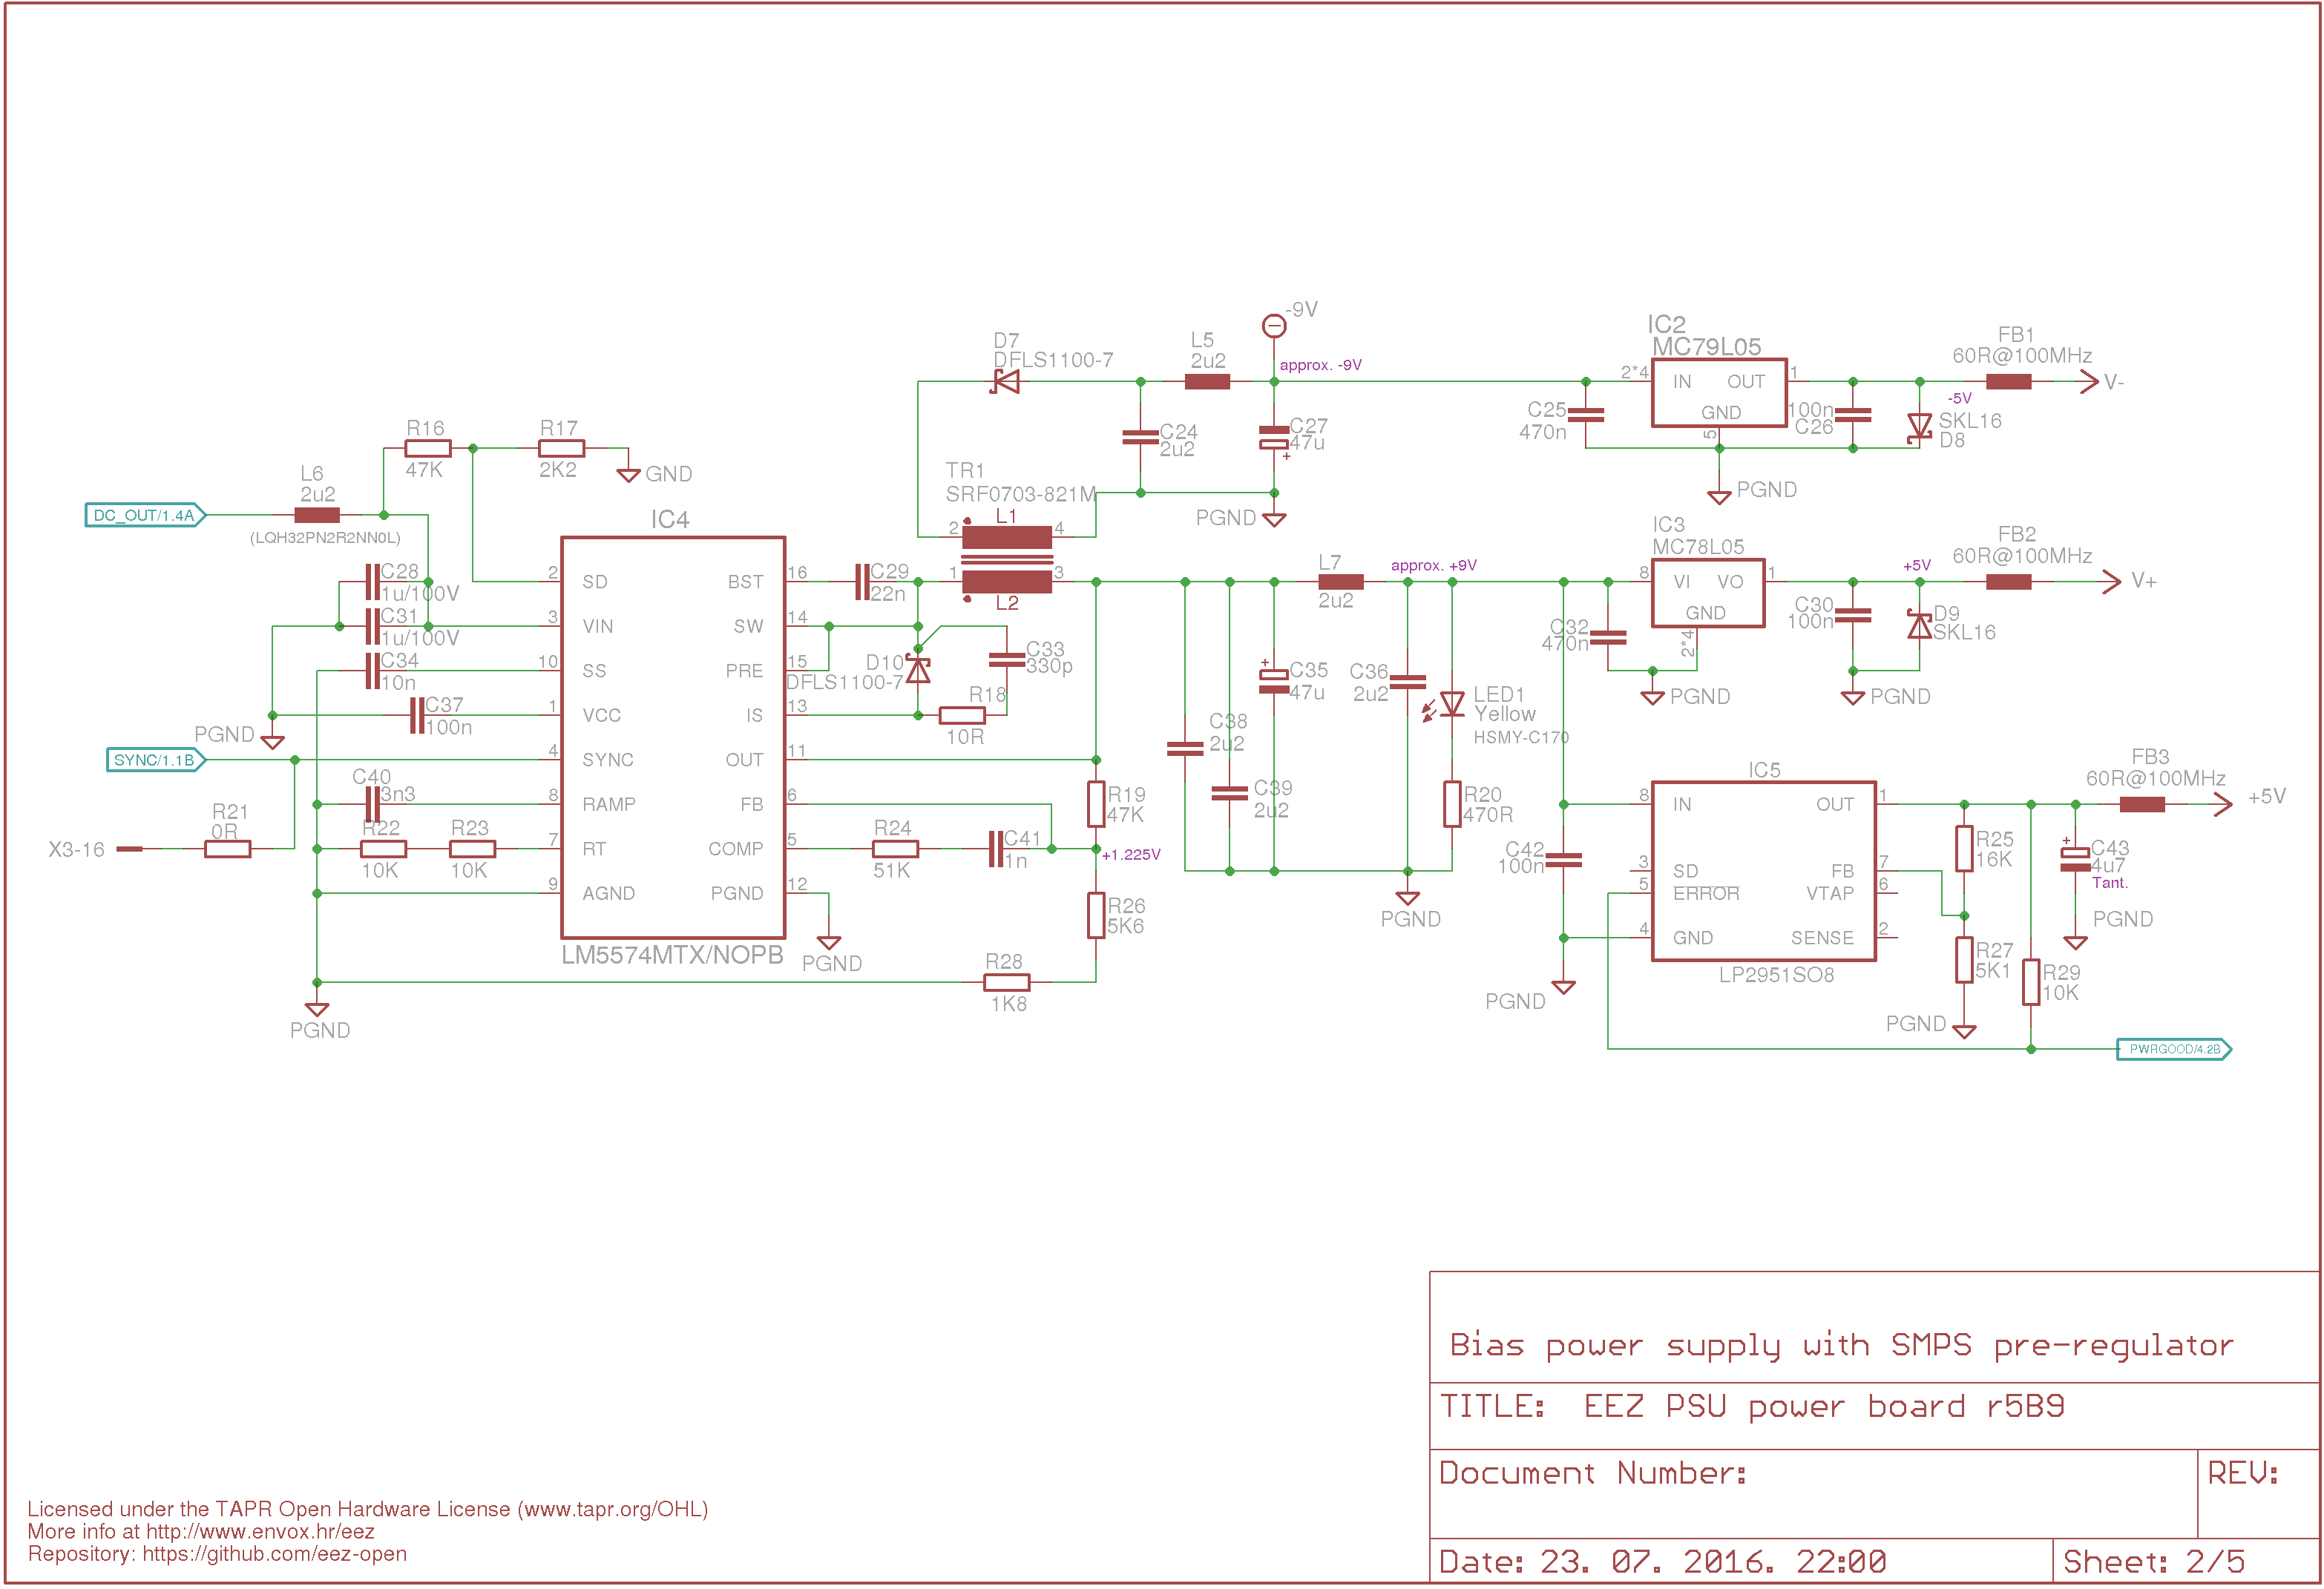 -9V
approx. -9V
D7
DFLS1100-7
L5
2u2
C24
2u2
C27
47u
+
PGND
IC2
MC79L05
2*4
IN
OUT
1
GND
5
C25
470n
100n
C26
-5V
SKL16
D8
FB1
60R@100MHz
V-
PGND
R16
47K
R17
2K2
GND
L6
2u2
DC_OUT/1.4A
(LQH32PN2R2NN0L)
TR1
SRF0703-821M
2
L1
4
1
3
L2
C28
1u/100V
C31
1u/100V
C34
10n
C37
100n
PGND
SYNC/1.1B
C40
3n3
R21
0R
X3-16
R22
10K
R23
10K
PGND
IC4
2
SD
3
VIN
10
SS
1
VCC
4
SYNC
8
RAMP
7
RT
9
AGND
BST
16
SW
14
PRE
15
IS
13
OUT
11
FB
6
COMP
5
PGND
12
LM5574MTX/NOPB
PGND
C29
22n
D10
DFLS1100-7
C33
330p
R18
10R
R24
51K
C41
1n
R19
47K
+1.225V
R26
5K6
R28
1K8
C38
2u2
C39
2u2
+
C35
47u
L7
2u2
approx. +9V
C36
2u2
LED1
Yellow
HSMY-C170
R20
470R
PGND
IC3
MC78L05
8
VI
VO
1
GND
2*4
C32
470n
PGND
+5V
C30
100n
D9
SKL16
PGND
FB2
60R@100MHz
V+
C42
100n
PGND
IC5
8
IN
OUT
1
3
SD
FB
7
5
ERROR
VTAP
6
4
GND
SENSE
2
LP2951SO8
R25
16K
R27
5K1
PGND
R29
10K
+
C43
4u7
Tant.
PGND
FB3
60R@100MHz
+5V
PWRGOOD/4.2B
Bias power supply with SMPS pre-regulator
TITLE: EEZ PSU power board r5B9
Document Number:
REV:
Date: 23. 07. 2016. 22:00
Sheet: 2/5
Licensed under the TAPR Open Hardware License (www.tapr.org/OHL)
More info at http://www.envox.hr/eez
Repository: https://github.com/eez-open